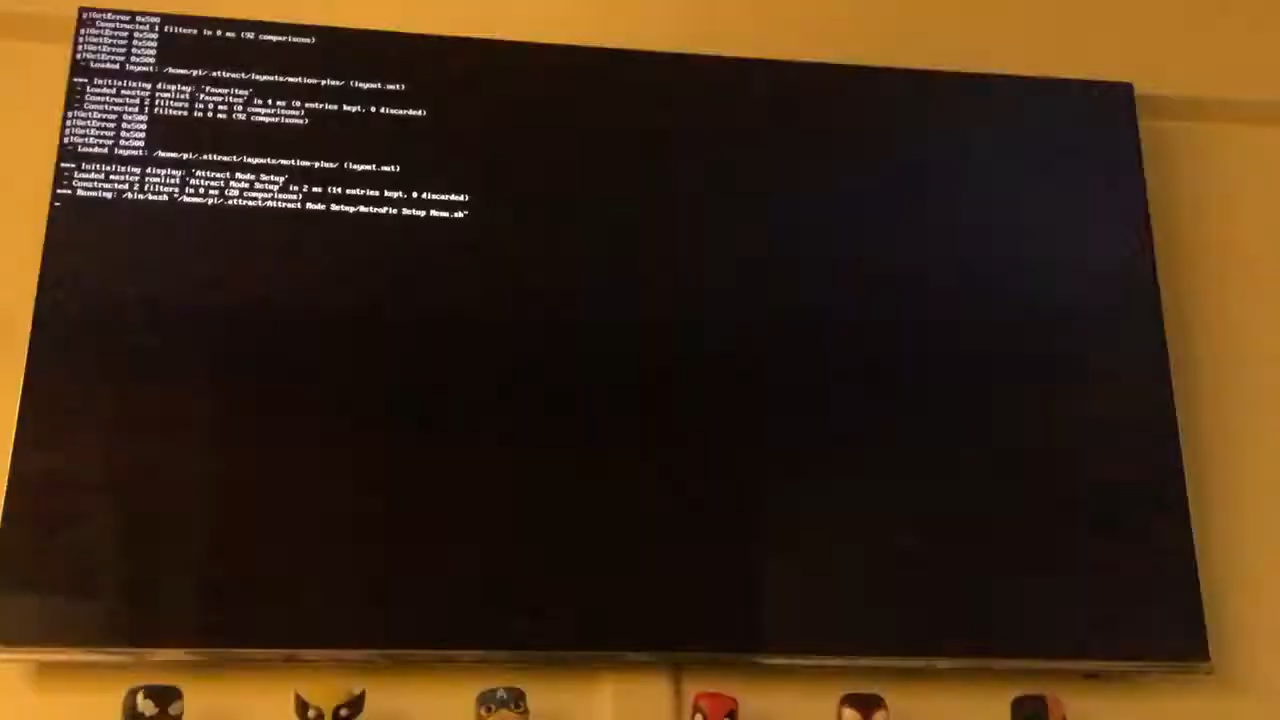 glGetError 0x500
- Constructed 1 filters in 0 ms (92 comparisons)
glGetError 0x500
glGetError 0x500
glGetError 0x500
glGetError 0x500
- Loaded layout: /home/pi/.attract/layouts/motion-plus/ (layout.nut)
*** Initializing display: 'Favorites'
- Loaded master romlist 'Favorites' in 4 ms (0 entries kept, 0 discarded)
- Constructed 2 filters in 0 ms (0 comparisons)
- Constructed 1 filters in 0 ms (92 comparisons)
glGetError 0x500
glGetError 0x500
glGetError 0x500
glGetError 0x500
- Loaded layout: /home/pi/.attract/layouts/motion-plus/ (layout.nut)
*** Initializing display: 'Attract Mode Setup'
- Loaded master romlist 'Attract Mode Setup' in 2 ms (14 entries kept, 0 discarded)
- Constructed 2 filters in 0 ms (28 comparisons)
*** Running: /bin/bash "/home/pi/.attract/Attract Mode Setup/RetroPie Setup Menu.sh"